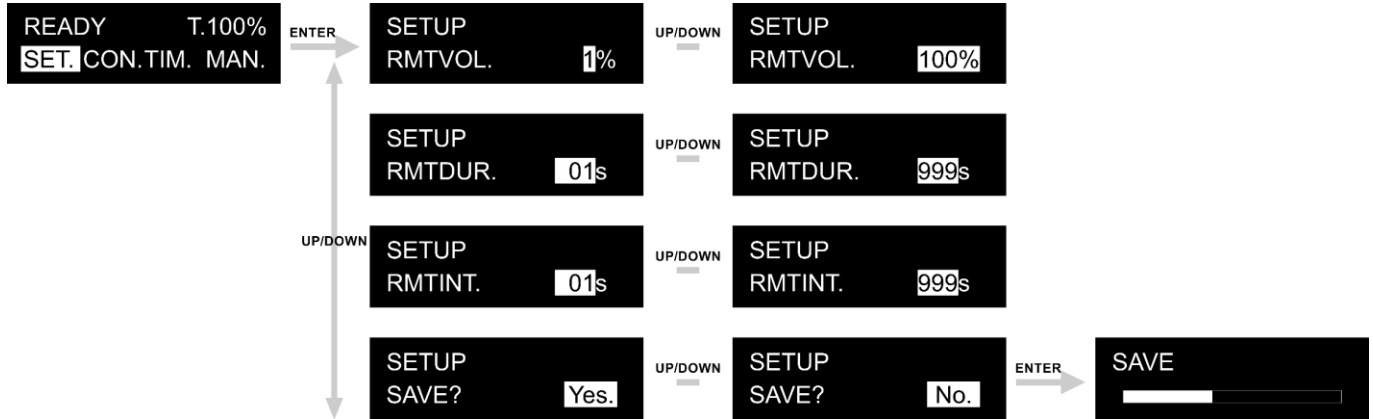 READY T.100%
SET. CON.TIM. MAN.
ENTER
SETUP
RMTVOL. 1%
UP/DOWN
SETUP
RMTVOL. 100%
SETUP
RMTDUR. 01s
UP/DOWN
SETUP
RMTDUR. 999s
UP/DOWN
SETUP
RMTINT. 01s
UP/DOWN
SETUP
RMTINT. 999s
SETUP
SAVE? Yes.
UP/DOWN
SETUP
SAVE? No.
ENTER
SAVE